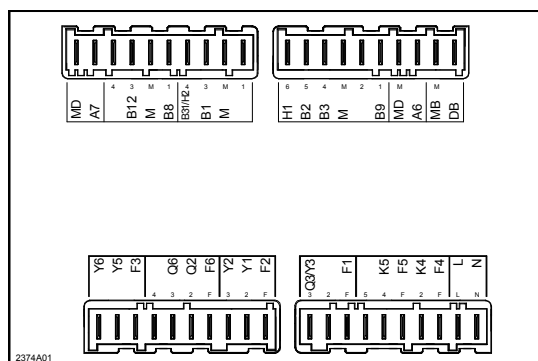 4 3 M 1 4 3 M 1 6 5 4 M 2 1 M M
MD A7 B12 M B8 B31/H2 B1 M H1 B2 B3 M B9 MD A6 MB DB
Y6 Y5 F3 Q6 Q2 F6 Y2 Y1 F2 Q3/Y3 F1 K5 F5 K4 F4 L N
4 3 2 F 3 2 F 3 2 F 5 4 F 2 F L N
2374A01